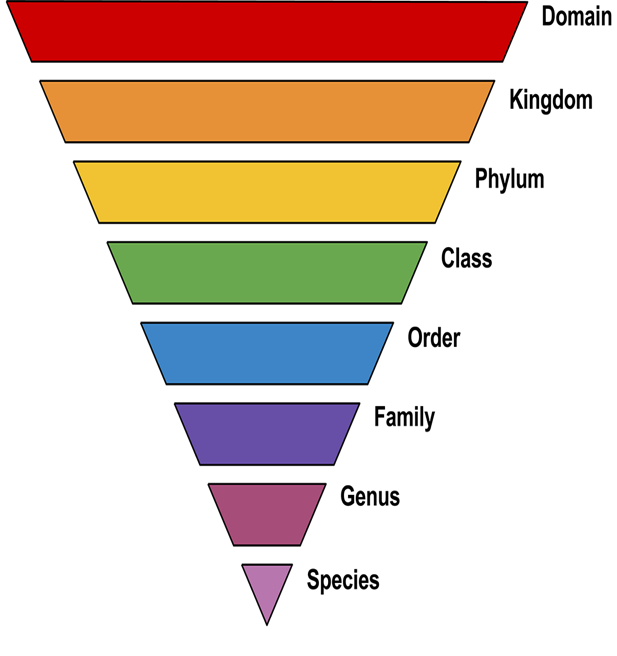 Domain
Kingdom
Phylum
Class
Order
Family
Genus
Species